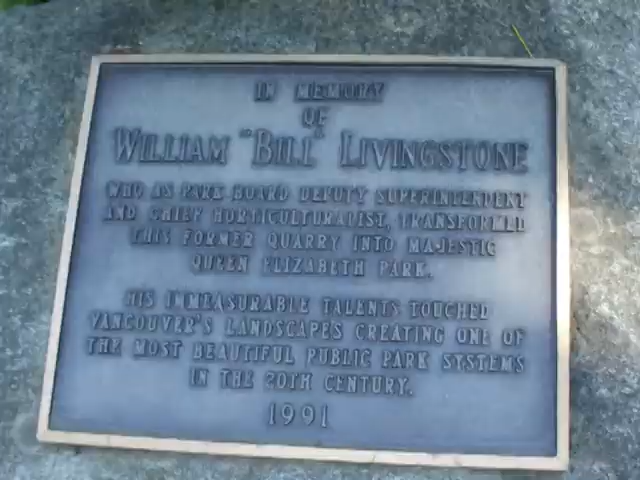 IN MEMORY
OF
WILLIAM "BILL" LIVINGSTONE
WHO AS PARK BOARD DEPUTY SUPERINTENDENT
AND CHIEF HORTICULTURALIST, TRANSFORMED
THIS FORMER QUARRY INTO MAJESTIC
QUEEN ELIZABETH PARK.
HIS IMMEASURABLE TALENTS TOUCHED
VANCOUVER'S LANDSCAPES CREATING ONE OF
THE MOST BEAUTIFUL PUBLIC PARK SYSTEMS
IN THE 20TH CENTURY.
1991